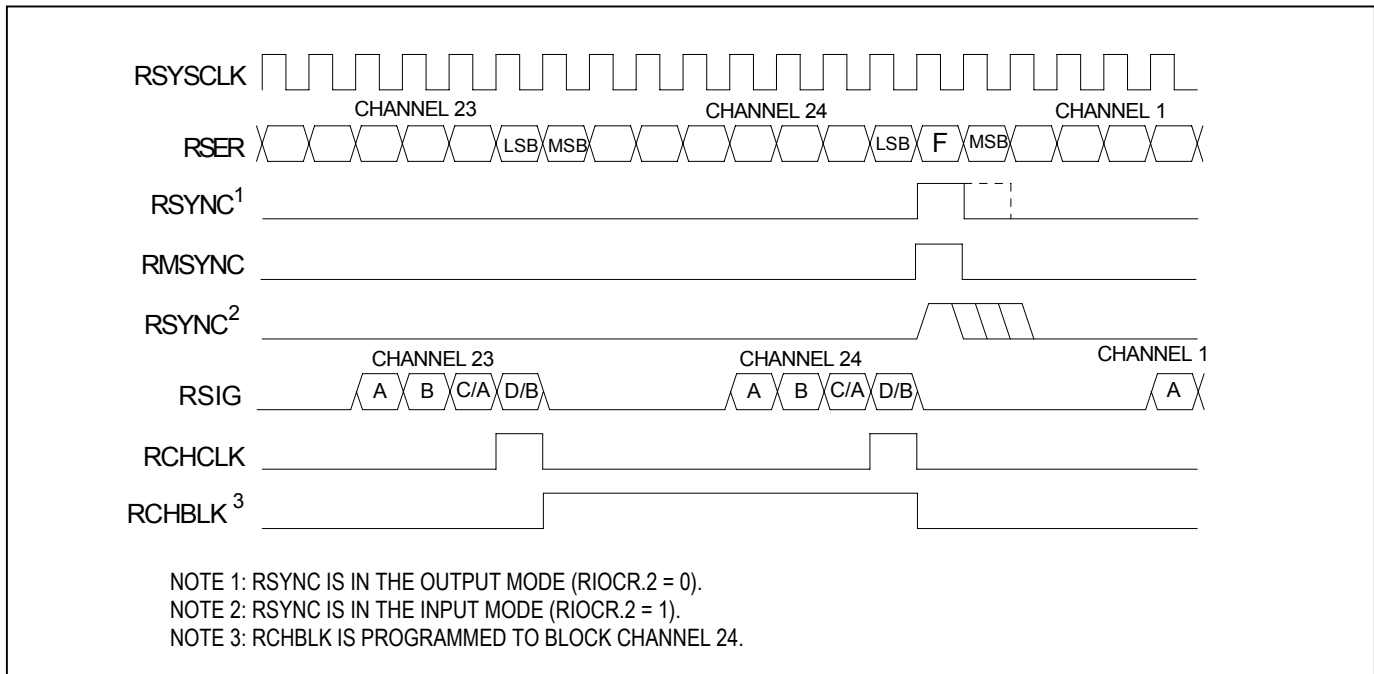 RSYSCLK
CHANNEL 23 CHANNEL 24 CHANNEL 1
RSER LSB MSB LSB F MSB
RSYNC1
RMSYNC
RSYNC2
CHANNEL 23 CHANNEL 24 CHANNEL 1
RSIG A B C/A D/B A B C/A D/B A
RCHCLK
RCHBLK 3
NOTE 1: RSYNC IS IN THE OUTPUT MODE (RIOCR.2 = 0).
NOTE 2: RSYNC IS IN THE INPUT MODE (RIOCR.2 = 1).
NOTE 3: RCHBLK IS PROGRAMMED TO BLOCK CHANNEL 24.